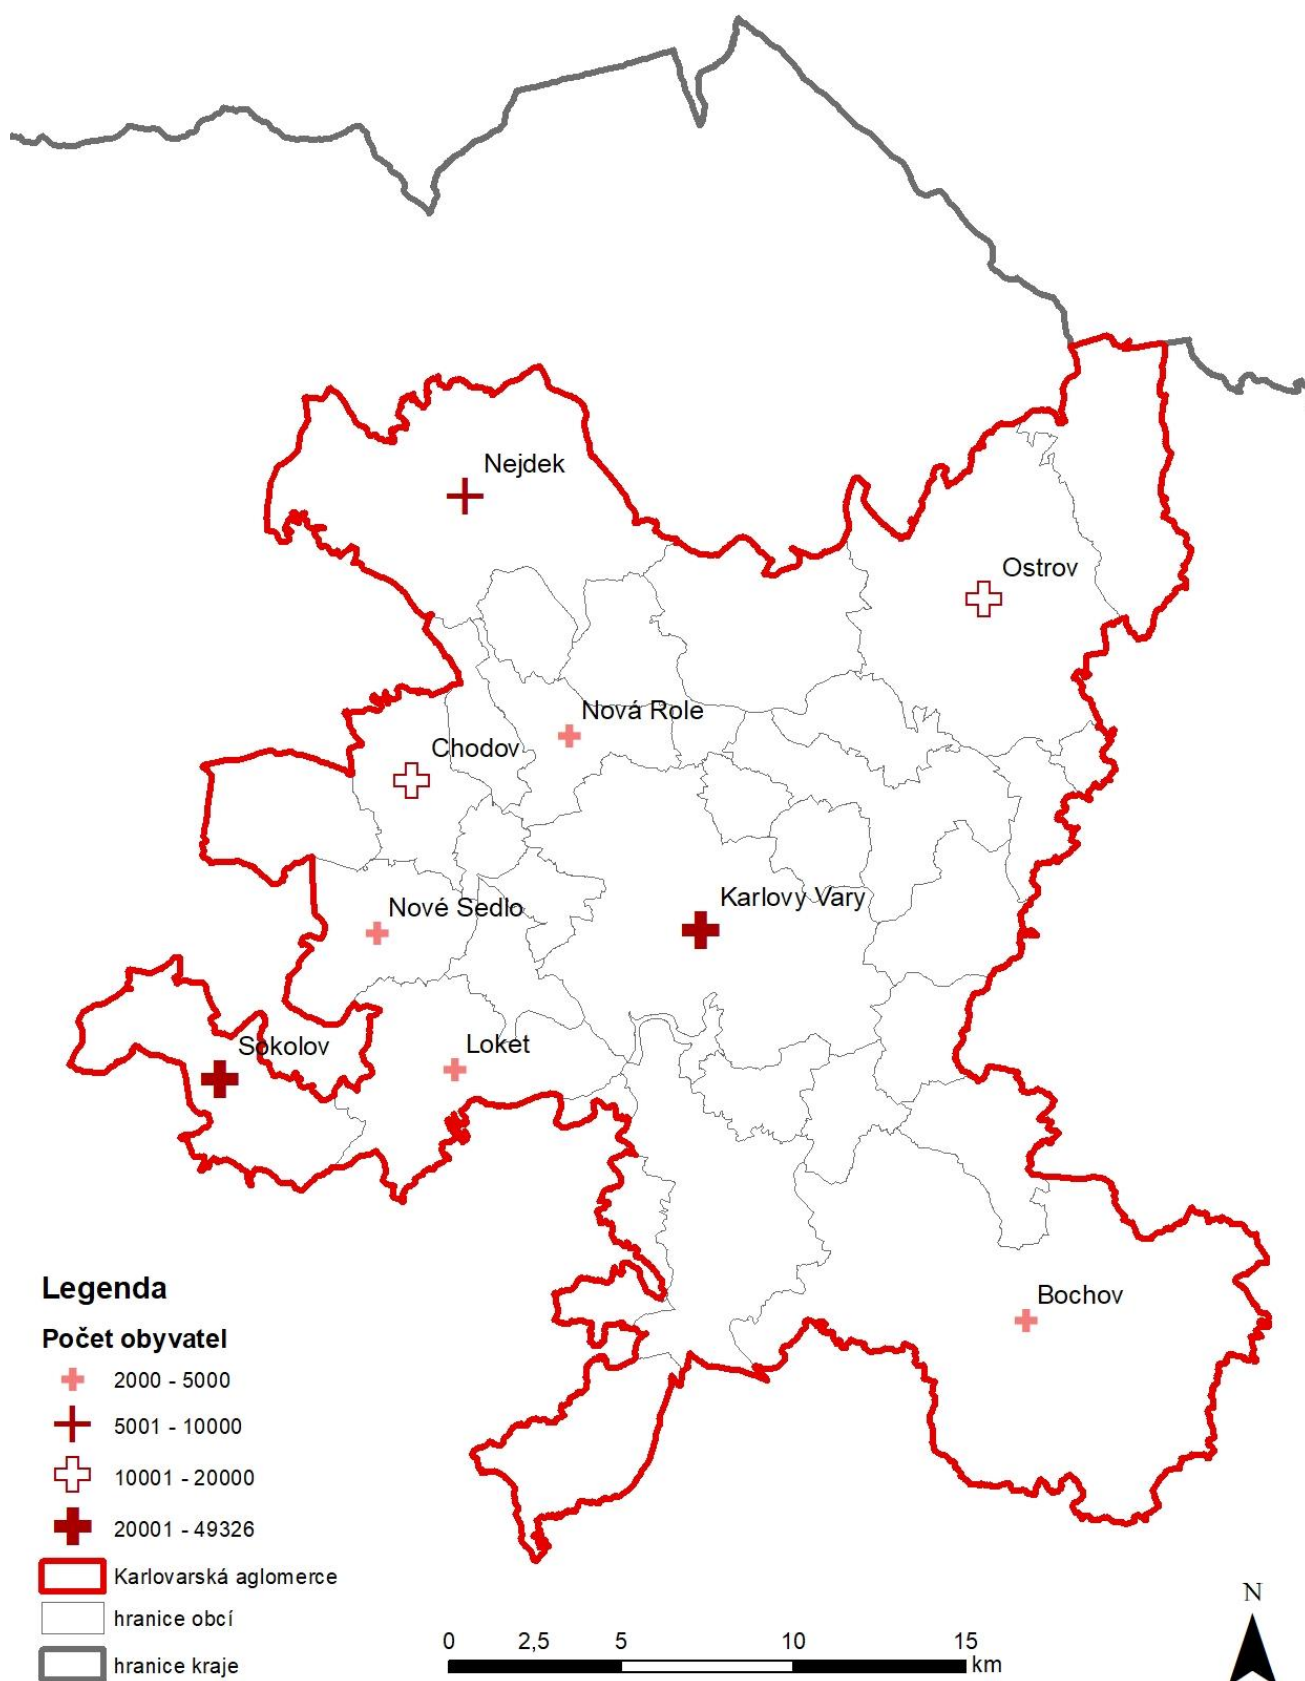 Nejdek
Ostrov
Nová Role
Chodov
Karlovy Vary
Nové Sedlo
Sokolov
Loket
Bochov
Legenda
Počet obyvatel
2000 - 5000
5001 - 10000
10001 - 20000
20001 - 49326
Karlovarská aglomerce
hranice obcí
hranice kraje
0 2,5 5 10 15
km
N